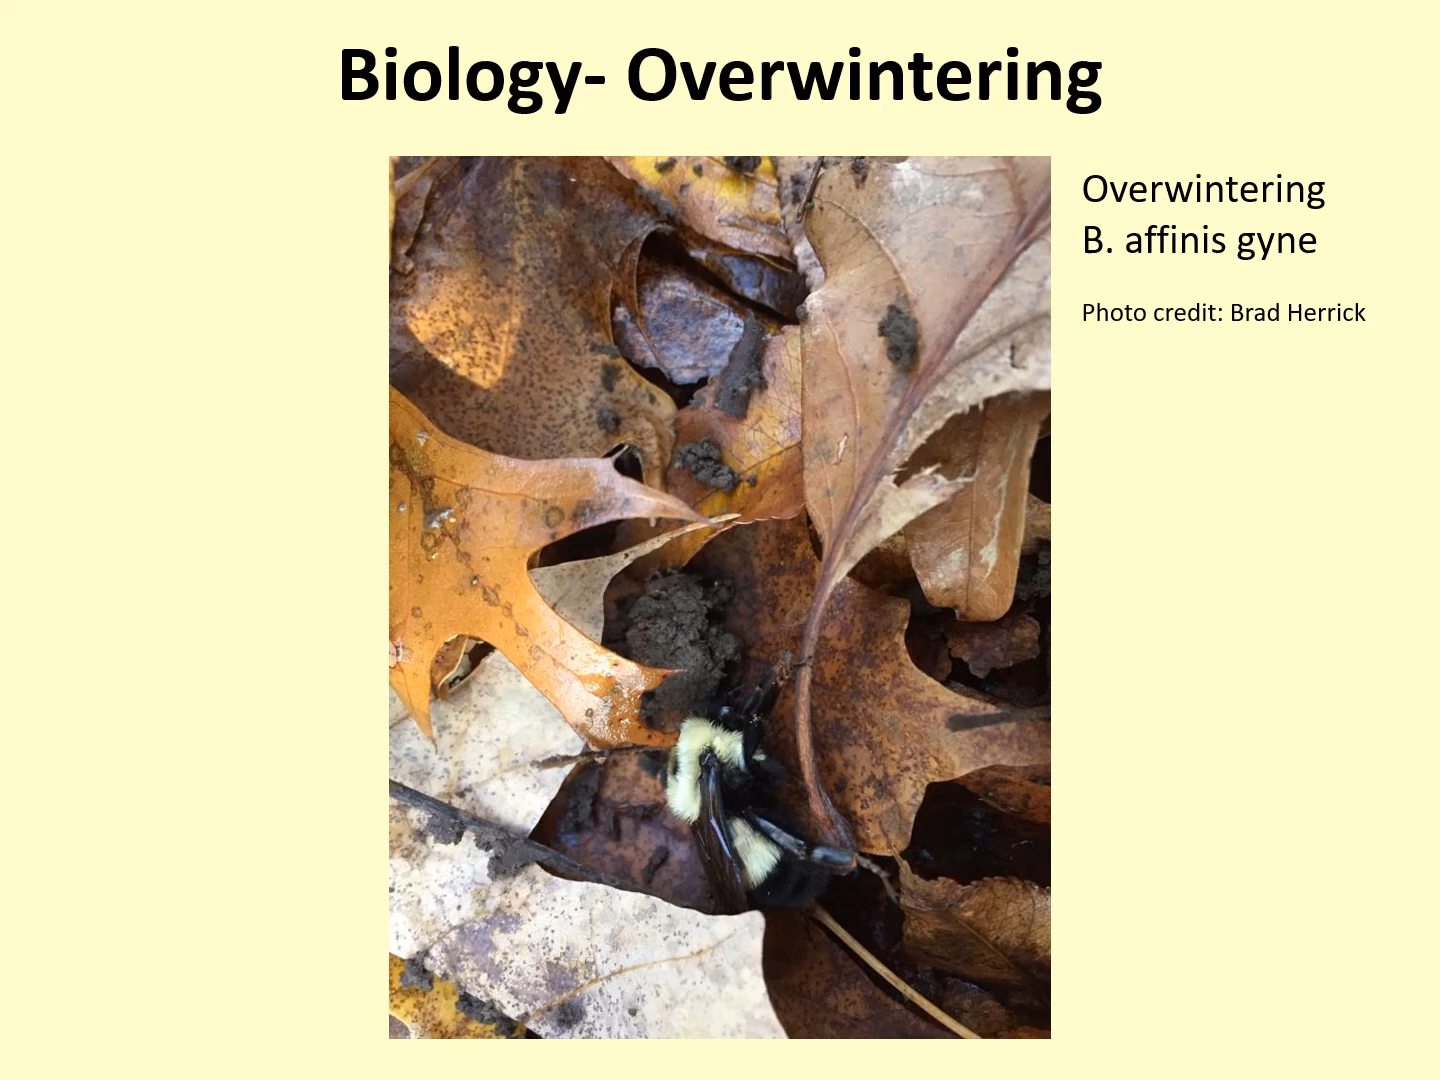 Biology- Overwintering
Overwintering
B. affinis gyne
Photo credit: Brad Herrick